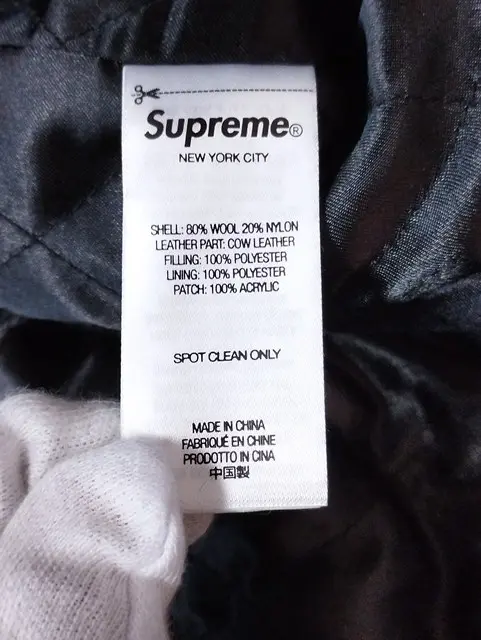 Supreme®
NEW YORK CITY
SHELL: 80% WOOL 20% NYLON
LEATHER PART: COW LEATHER
FILLING: 100% POLYESTER
LINING: 100% POLYESTER
PATCH: 100% ACRYLIC
SPOT CLEAN ONLY
MADE IN CHINA
FABRIQUÉ EN CHINE
PRODOTTO IN CINA
中国製